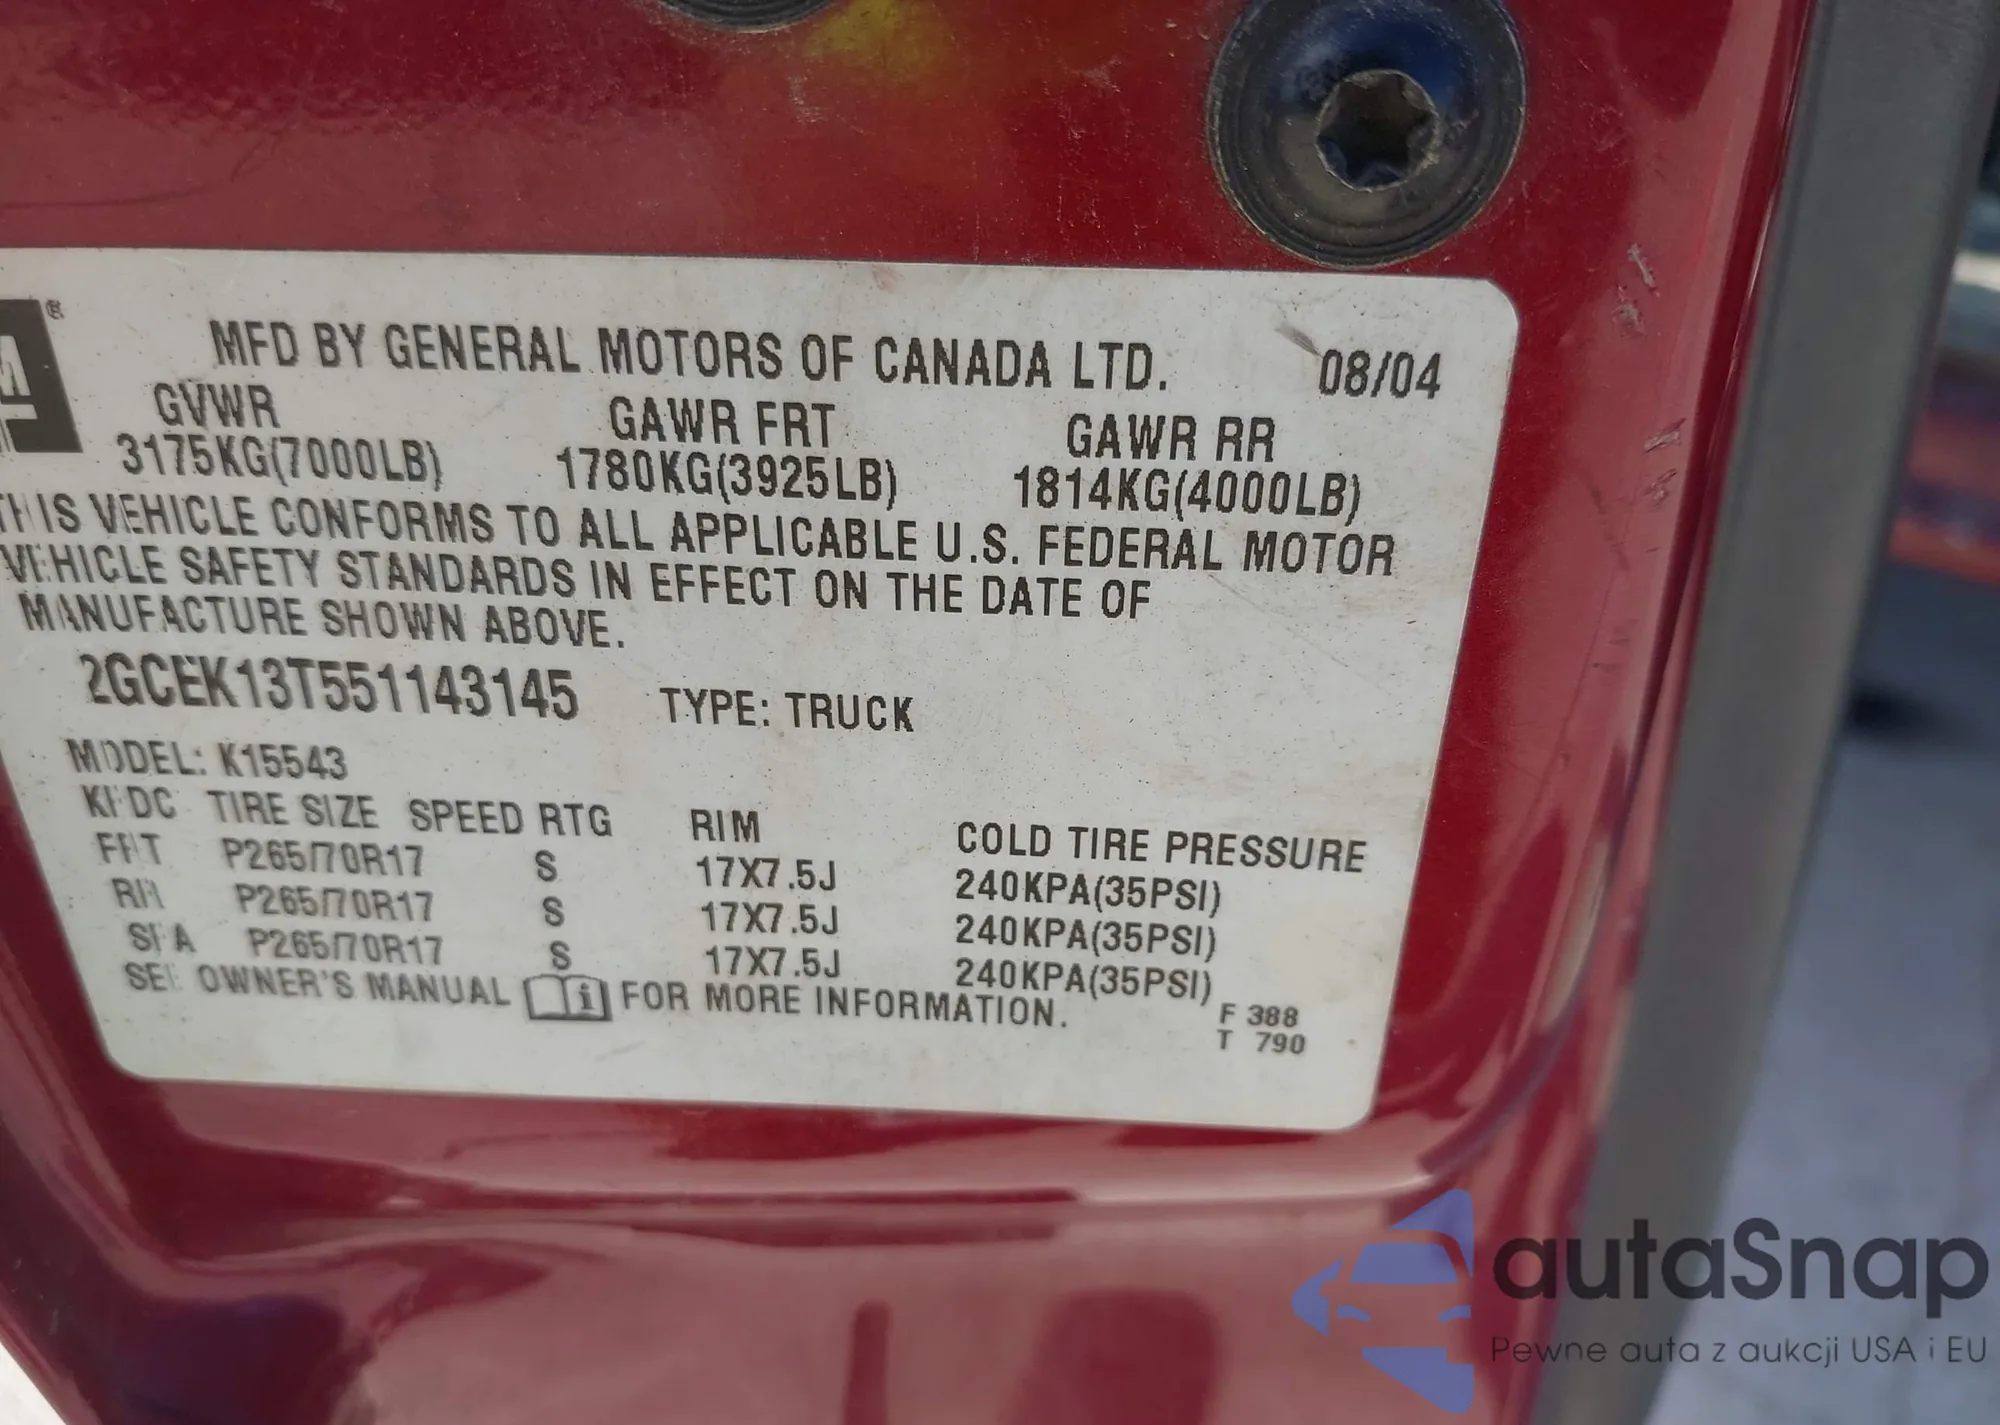 M®
MFD BY GENERAL MOTORS OF CANADA LTD. 08/04
GVWR GAWR FRT GAWR RR
3175KG(7000LB) 1780KG(3925LB) 1814KG(4000LB)
THIS VEHICLE CONFORMS TO ALL APPLICABLE U.S. FEDERAL MOTOR
VEHICLE SAFETY STANDARDS IN EFFECT ON THE DATE OF
MANUFACTURE SHOWN ABOVE.
2GCEK13T551143145 TYPE: TRUCK
MODEL: K15543
TIRE SIZE SPEED RTG RIM COLD TIRE PRESSURE
FRT P265/70R17 S 17X7.5J 240KPA(35PSI)
RR P265/70R17 S 17X7.5J 240KPA(35PSI)
SPA P265/70R17 S 17X7.5J 240KPA(35PSI)
SEE OWNER'S MANUAL i FOR MORE INFORMATION.
F 388
T 790
autaSnap
Pewne auta z aukcji USA i EU